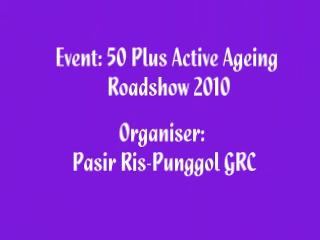 Event: 50 Plus Active Ageing
Roadshow 2010
Organiser:
Pasir Ris-Punggol GRC